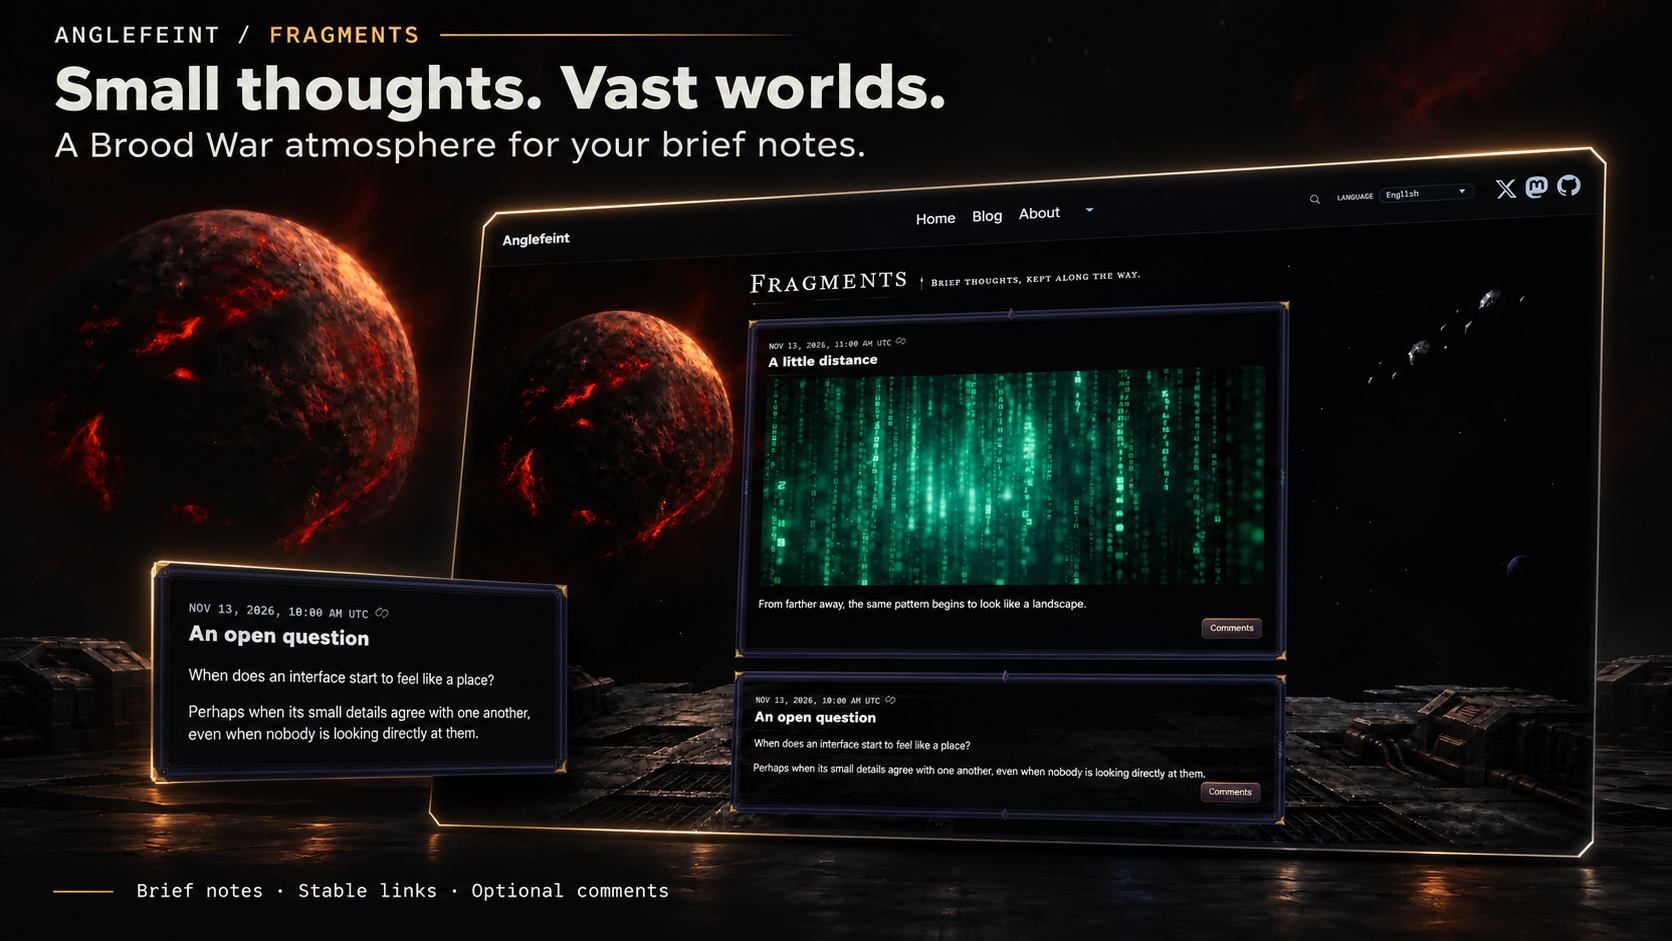 ANGLEFEINT / FRAGMENTS
Small thoughts. Vast worlds.
A Brood War atmosphere for your brief notes.
Anglefeint
Home Blog About
LANGUAGE English
FRAGMENTS | BRIEF THOUGHTS, KEPT ALONG THE WAY.
NOV 13, 2026, 11:00 AM UTC
A little distance
From farther away, the same pattern begins to look like a landscape.
Comments
NOV 13, 2026, 10:00 AM UTC
An open question
When does an interface start to feel like a place?
Perhaps when its small details agree with one another, even when nobody is looking directly at them.
Comments
NOV 13, 2026, 10:00 AM UTC
An open question
When does an interface start to feel like a place?
Perhaps when its small details agree with one another,
even when nobody is looking directly at them.
Brief notes · Stable links · Optional comments